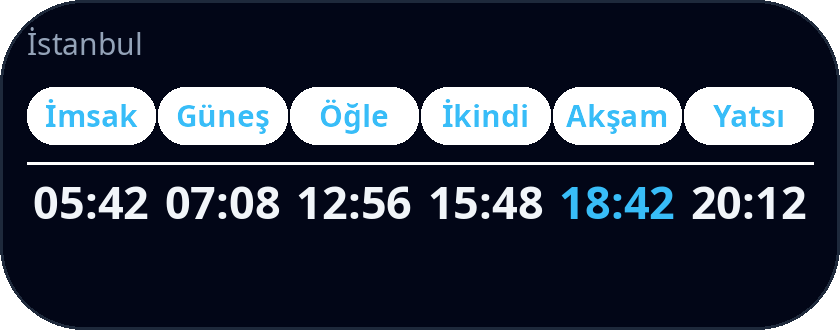 İstanbul
İmsak Güneş Öğle İkindi Akşam Yatsı
05:42 07:08 12:56 15:48 18:42 20:12